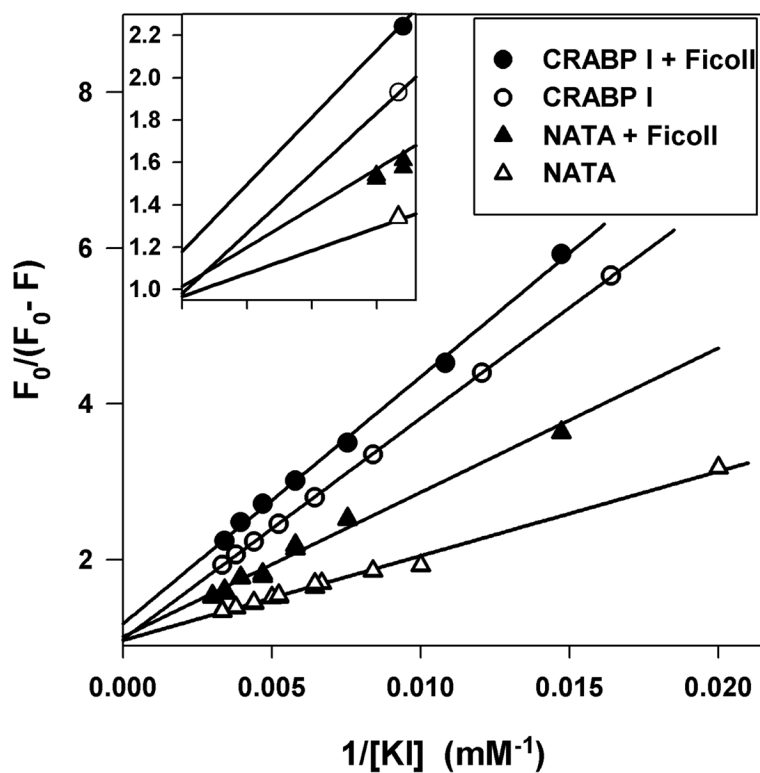 2.2
2.0
1.8
1.6
1.4
1.2
1.0
CRABP I + Ficoll
CRABP I
NATA + Ficoll
NATA
8
6
4
2
F₀/(F₀- F)
0.000 0.005 0.010 0.015 0.020
1/[KI] (mM⁻¹)